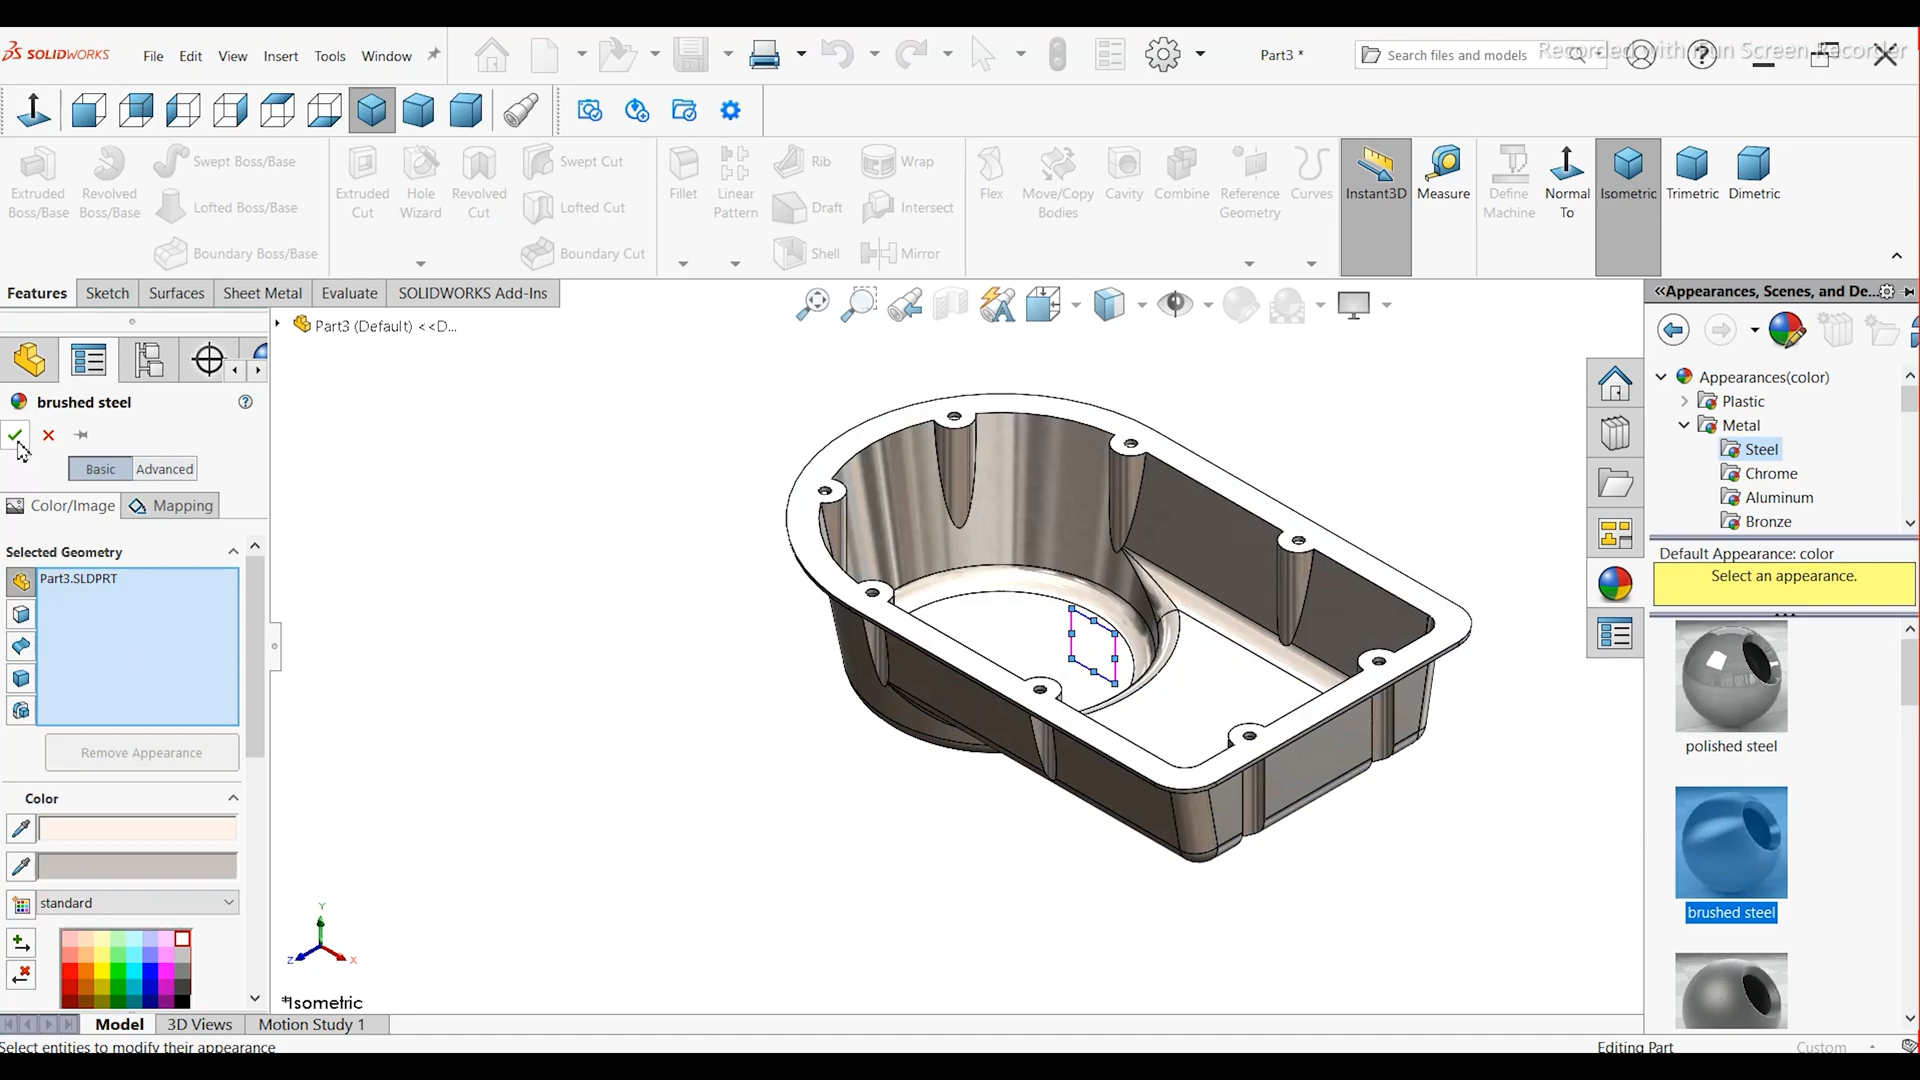 SOLIDWORKS File Edit View Insert Tools Window Part3 * Search files and models Recorded with iTun Screen Recorder
Swept Boss/Base Swept Cut Rib Wrap
Extruded Boss/Base Revolved Boss/Base Lofted Boss/Base Extruded Cut Hole Wizard Revolved Cut Lofted Cut Fillet Linear Pattern Draft Intersect Flex Move/Copy Bodies Cavity Combine Reference Geometry Curves Instant3D Measure Define Machine Normal To Isometric Trimetric Dimetric
Boundary Boss/Base Boundary Cut Shell Mirror
Features Sketch Surfaces Sheet Metal Evaluate SOLIDWORKS Add-Ins
Part3 (Default) <<D...
brushed steel
Basic Advanced
Color/Image Mapping
Selected Geometry
Part3.SLDPRT
Remove Appearance
Color
standard
Y
Z X
*Isometric
Model 3D Views Motion Study 1
Select entities to modify their appearance
Editing Part Custom
«Appearances, Scenes, and De...
Appearances(color)
Plastic
Metal
Steel
Chrome
Aluminum
Bronze
Default Appearance: color
Select an appearance.
polished steel
brushed steel